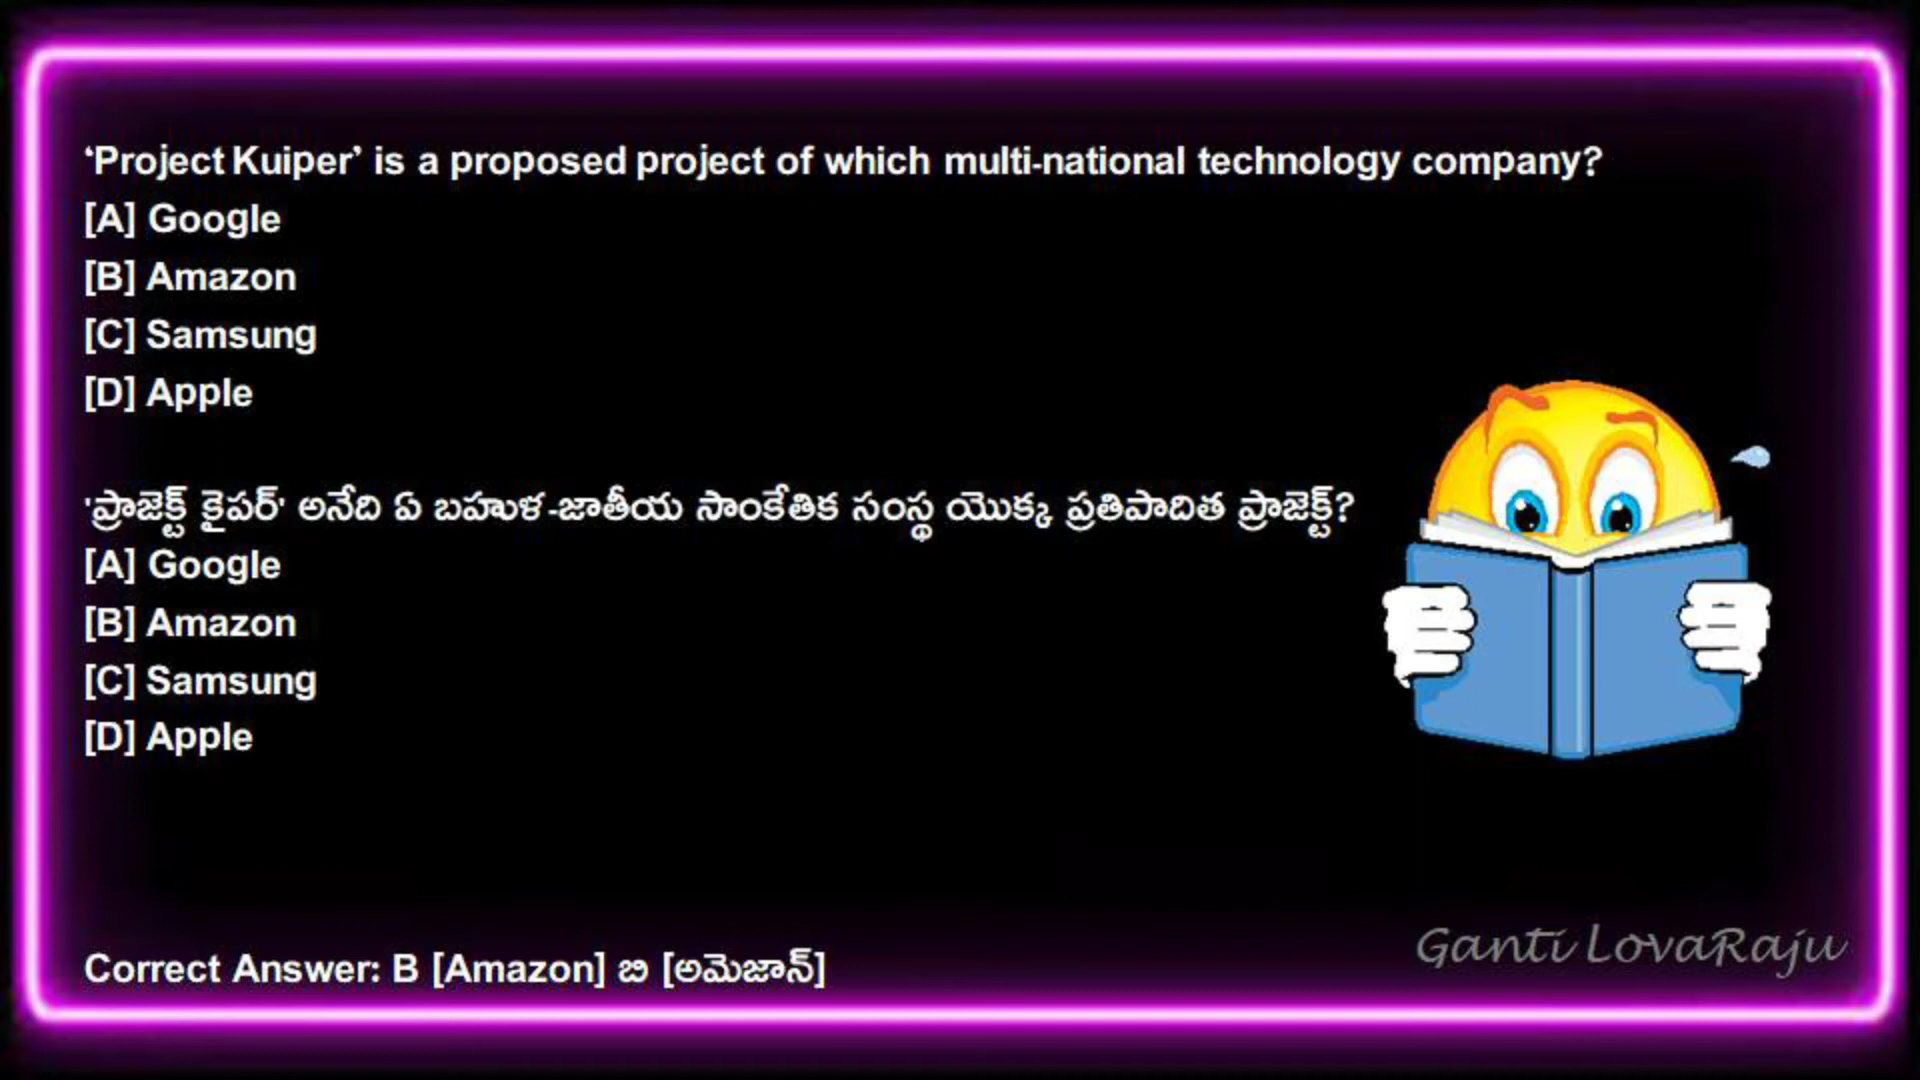 ‘Project Kuiper’ is a proposed project of which multi-national technology company?
[A] Google
[B] Amazon
[C] Samsung
[D] Apple
'ప్రాజెక్ట్ కైపర్' అనేది ఏ బహుళ-జాతీయ సాంకేతిక సంస్థ యొక్క ప్రతిపాదిత ప్రాజెక్ట్?
[A] Google
[B] Amazon
[C] Samsung
[D] Apple
Ganti LovaRaju
Correct Answer: B [Amazon] బి [అమెజాన్]